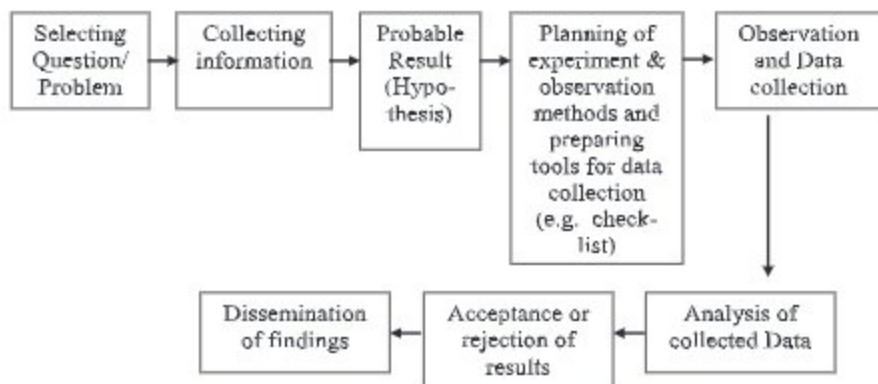 Selecting
Question/
Problem
Collecting
information
Probable
Result
(Hypo-
thesis)
Planning of
experiment &
observation
methods and
preparing
tools for data
collection
(e.g. check-
list)
Observation
and Data
collection
Analysis of
collected Data
Acceptance or
rejection of
results
Dissemination
of findings